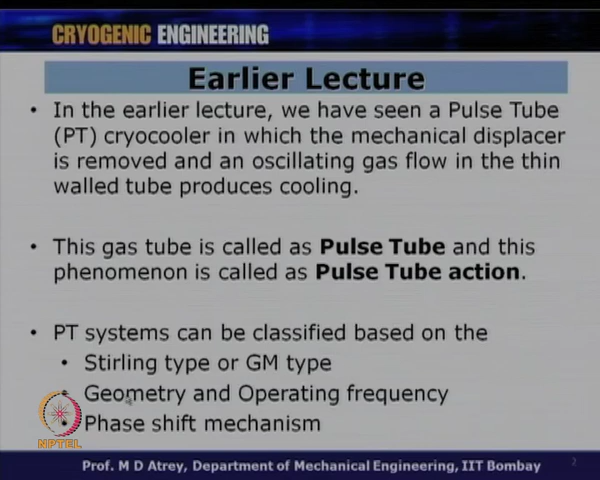 CRYOGENIC ENGINEERING
Earlier Lecture
• In the earlier lecture, we have seen a Pulse Tube
(PT) cryocooler in which the mechanical displacer
is removed and an oscillating gas flow in the thin
walled tube produces cooling.
• This gas tube is called as Pulse Tube and this
phenomenon is called as Pulse Tube action.
• PT systems can be classified based on the
• Stirling type or GM type
Geometry and Operating frequency
Phase shift mechanism
NPTEL
Prof. M D Atrey, Department of Mechanical Engineering, IIT Bombay
2